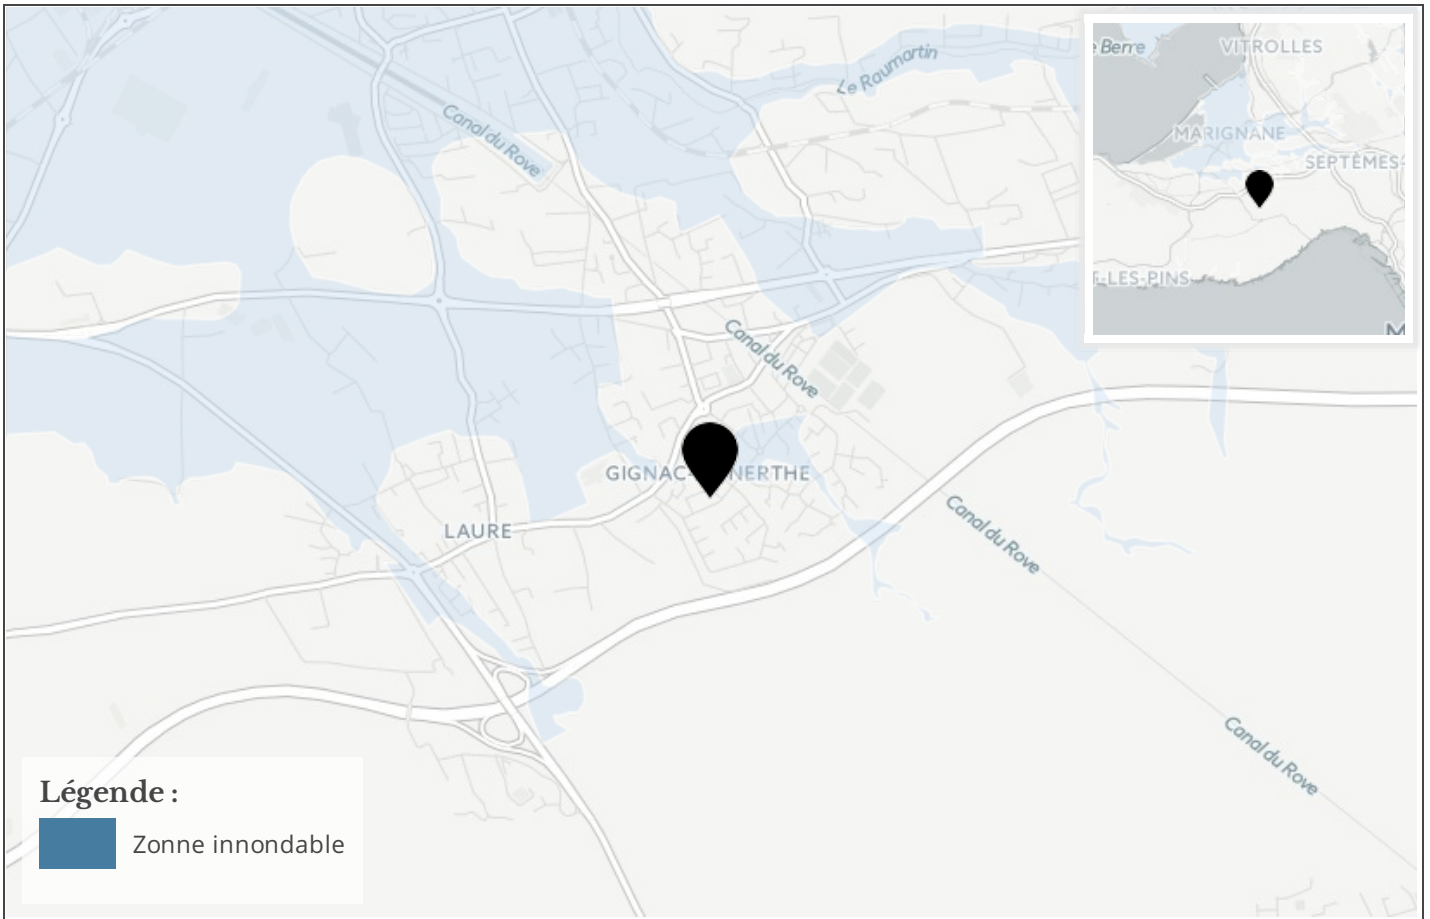 Le Raumartin
Canal du Rove
Canal du Rove
GIGNAC- NERTHE
LAURE
Canal du Rove
Canal du Rove
e Berre
VITROLLES
MARIGNANE
SEPTÈMES-
T-LES-PINS
M
Légende :
Zonne innondable